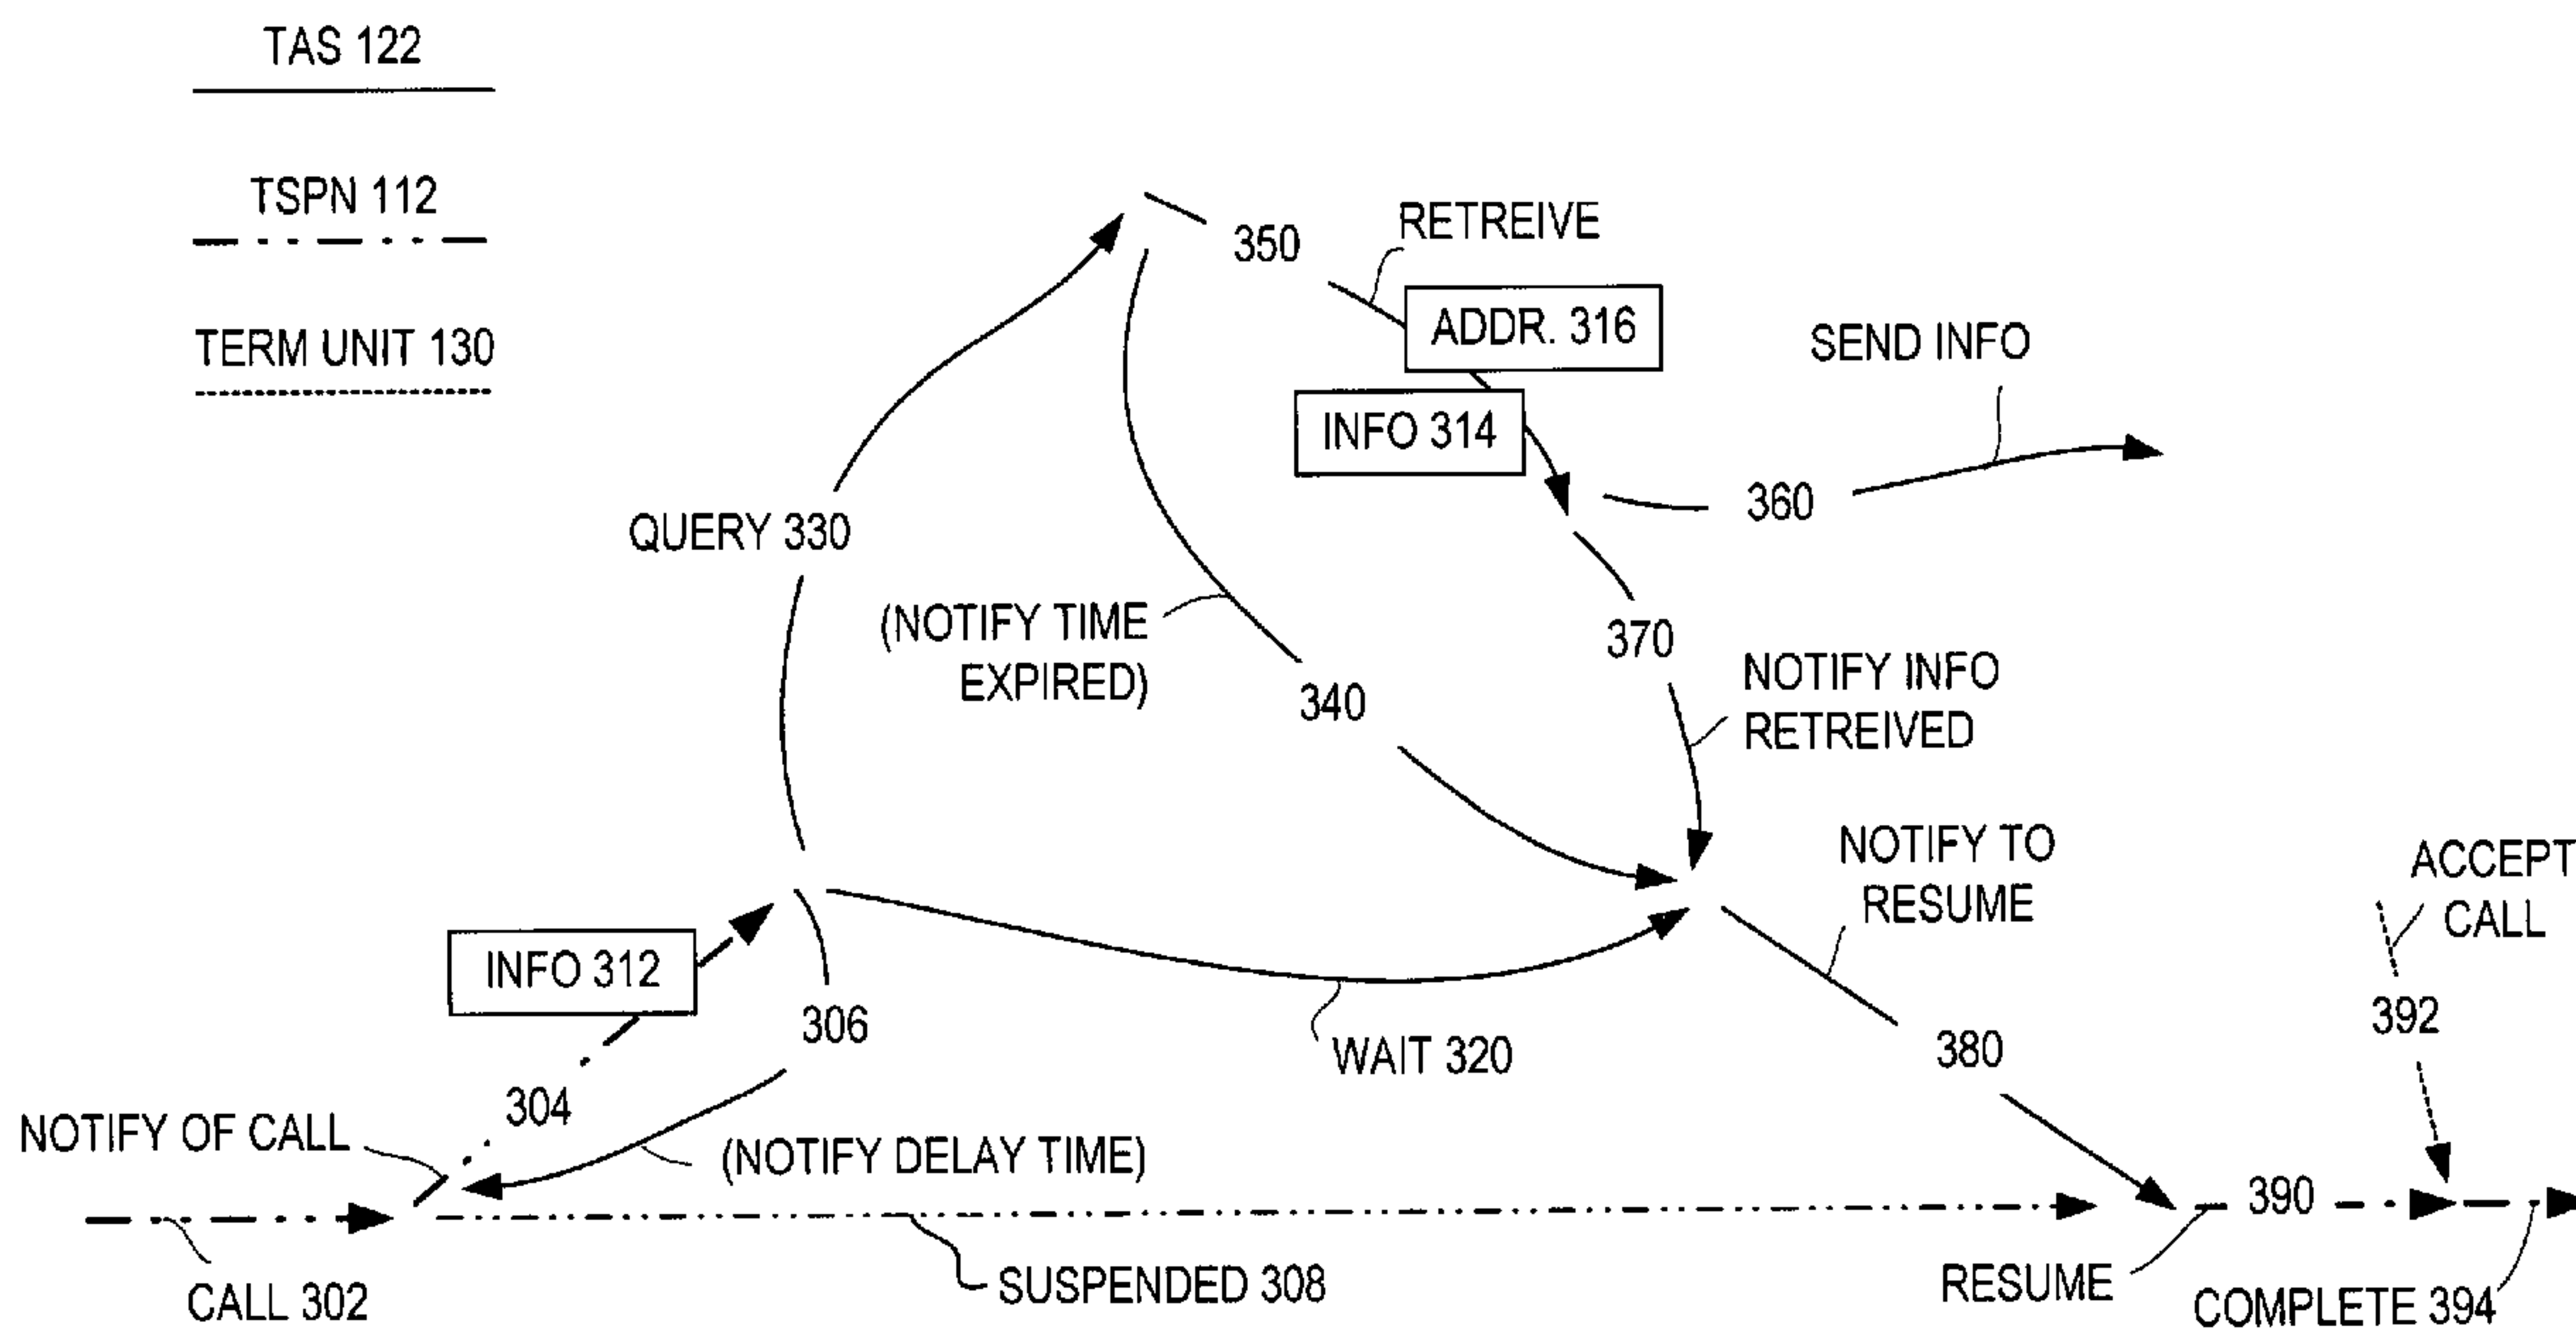 TAS 122
TSPN 112
TERM UNIT 130
350
RETREIVE
ADDR. 316
INFO 314
SEND INFO
360
QUERY 330
(NOTIFY TIME
EXPIRED)
340
370
NOTIFY INFO
RETREIVED
NOTIFY TO
RESUME
ACCEPT
CALL
INFO 312
306
WAIT 320
380
392
304
NOTIFY OF CALL
(NOTIFY DELAY TIME)
390
CALL 302
SUSPENDED 308
RESUME
COMPLETE 394